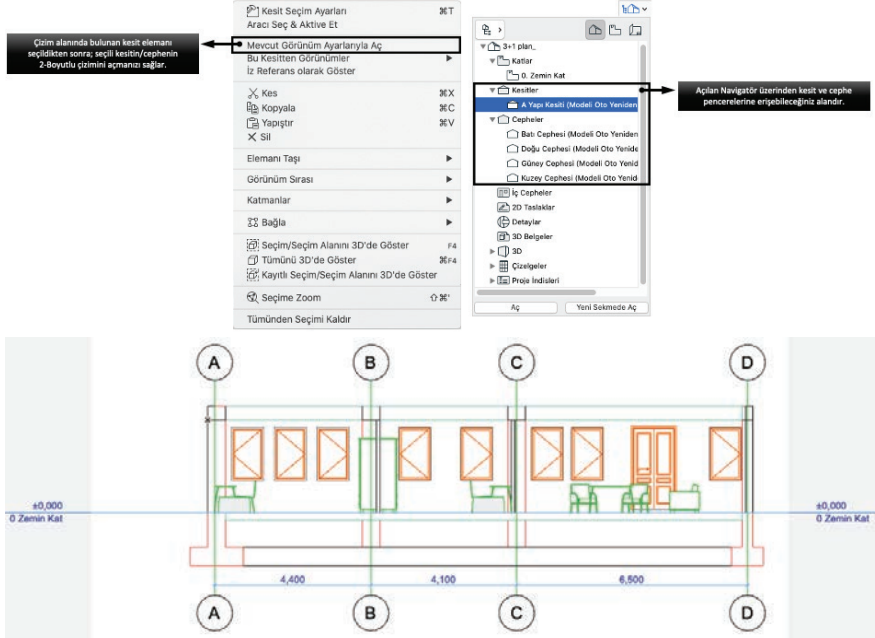 Çizim alanında bulunan kesit elemanı
seçildikten sonra; seçili kesitin/cephenin
2-Boyutlu çizimini açmanızı sağlar.
Kesit Seçim Ayarları ⌘T
Aracı Seç & Aktive Et
Mevcut Görünüm Ayarlarıyla Aç
Bu Kesitten Görünümler
İz Referans olarak Göster
Kes ⌘X
Kopyala ⌘C
Yapıştır ⌘V
Sil
Elemanı Taşı
Görünüm Sırası
Katmanlar
Bağla
Seçim/Seçim Alanını 3D'de Göster F4
Tümünü 3D'de Göster ⌘F4
Kayıtlı Seçim/Seçim Alanını 3D'de Göster
Seçime Zoom ⇧⌘'
Tümünden Seçimi Kaldır
3+1 plan_
Katlar
0. Zemin Kat
Kesitler
A Yapı Kesiti (Modeli Oto Yeniden
Cepheler
Batı Cephesi (Modeli Oto Yeniden
Doğu Cephesi (Modeli Oto Yenide
Güney Cephesi (Modeli Oto Yenid
Kuzey Cephesi (Modeli Oto Yenid
İç Cepheler
2D Taslaklar
Detaylar
3D Belgeler
3D
Çizelgeler
Proje İndisleri
Aç Yeni Sekmede Aç
Açılan Navigatör üzerinden kesit ve cephe
pencerelerine erişebileceğiniz alandır.
A B C D
±0,000 ±0,000
0 Zemin Kat 0 Zemin Kat
4,400 4,100 6,500
A B C D